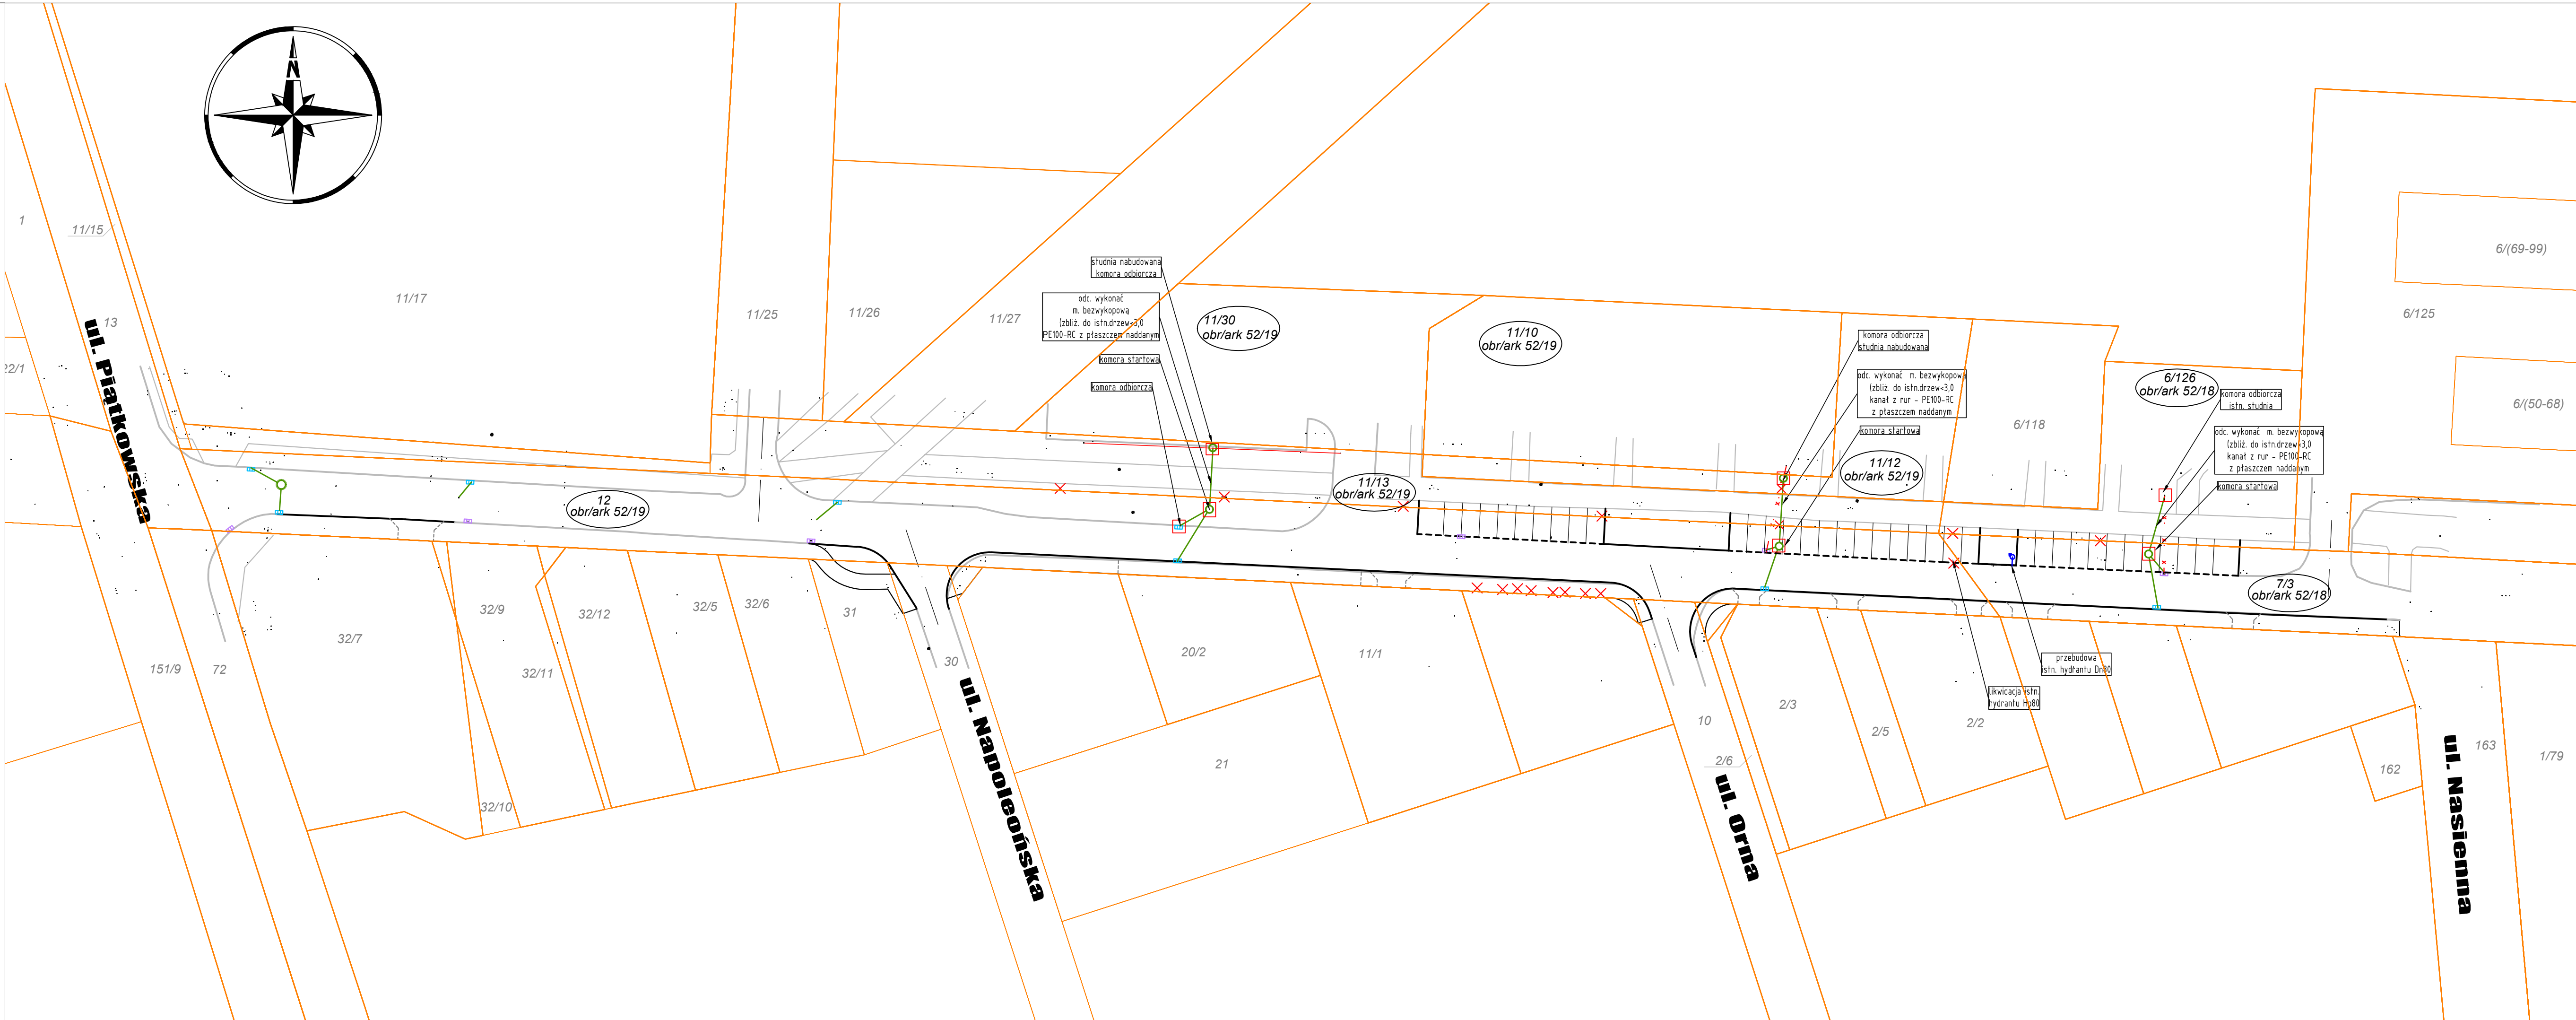 N
1
11/15
13
22/1
ul. Piątkowska
11/17
11/25
11/26
11/27
studnia nabudowana
komora odbiorcza
odc. wykonać
m. bezwykopową
(zbliż. do istn.drzew<3,0
PE100-RC z płaszczem naddanym
komora startowa
komora odbiorcza
11/30
obr/ark 52/19
11/10
obr/ark 52/19
komora odbiorcza
studnia nabudowana
odc. wykonać m. bezwykopową
(zbliż. do istn.drzew<3,0
kanał z rur - PE100-RC
z płaszczem naddanym
komora startowa
6/118
6/126
obr/ark 52/18
komora odbiorcza
istn. studnia
odc. wykonać m. bezwykopową
(zbliż. do istn.drzew<3,0
kanał z rur - PE100-RC
z płaszczem naddanym
komora startowa
6/(69-99)
6/125
6/(50-68)
12
obr/ark 52/19
11/13
obr/ark 52/19
11/12
obr/ark 52/19
7/3
obr/ark 52/18
151/9
72
32/7
32/9
32/12
32/11
32/10
32/5
32/6
31
30
ul. Napoleońska
20/2
21
11/1
10
2/6
ul. Orna
2/3
2/5
2/2
przebudowa
istn. hydrantu Dn80
likwidacja istn.
hydrantu Hp80
162
163
1/79
ul. Nasienna